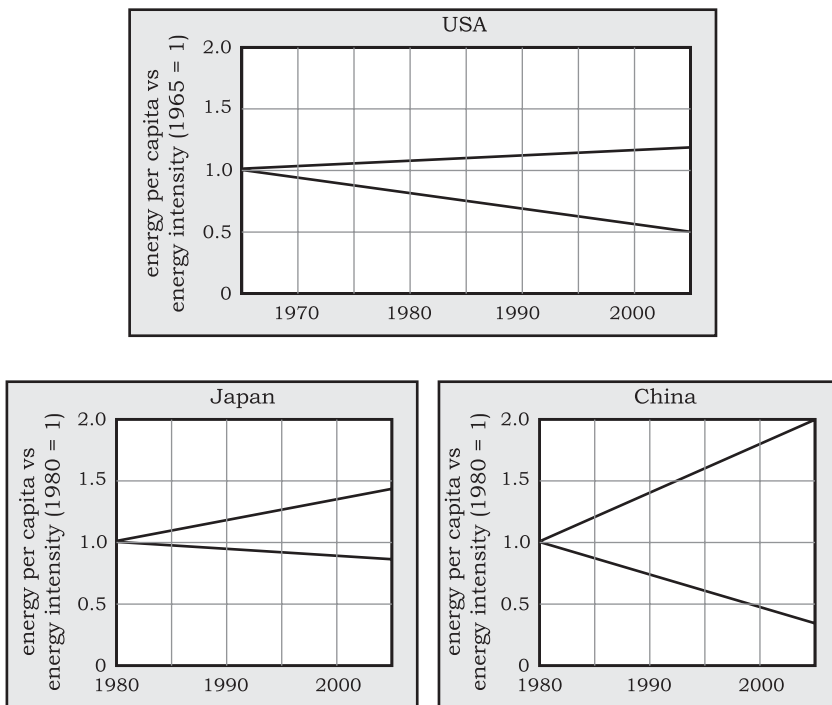 USA
energy per capita vs
energy intensity (1965 = 1)
2.0
1.5
1.0
0.5
0
1970 1980 1990 2000
Japan
energy per capita vs
energy intensity (1980 = 1)
2.0
1.5
1.0
0.5
0
1980 1990 2000
China
energy per capita vs
energy intensity (1980 = 1)
2.0
1.5
1.0
0.5
0
1980 1990 2000